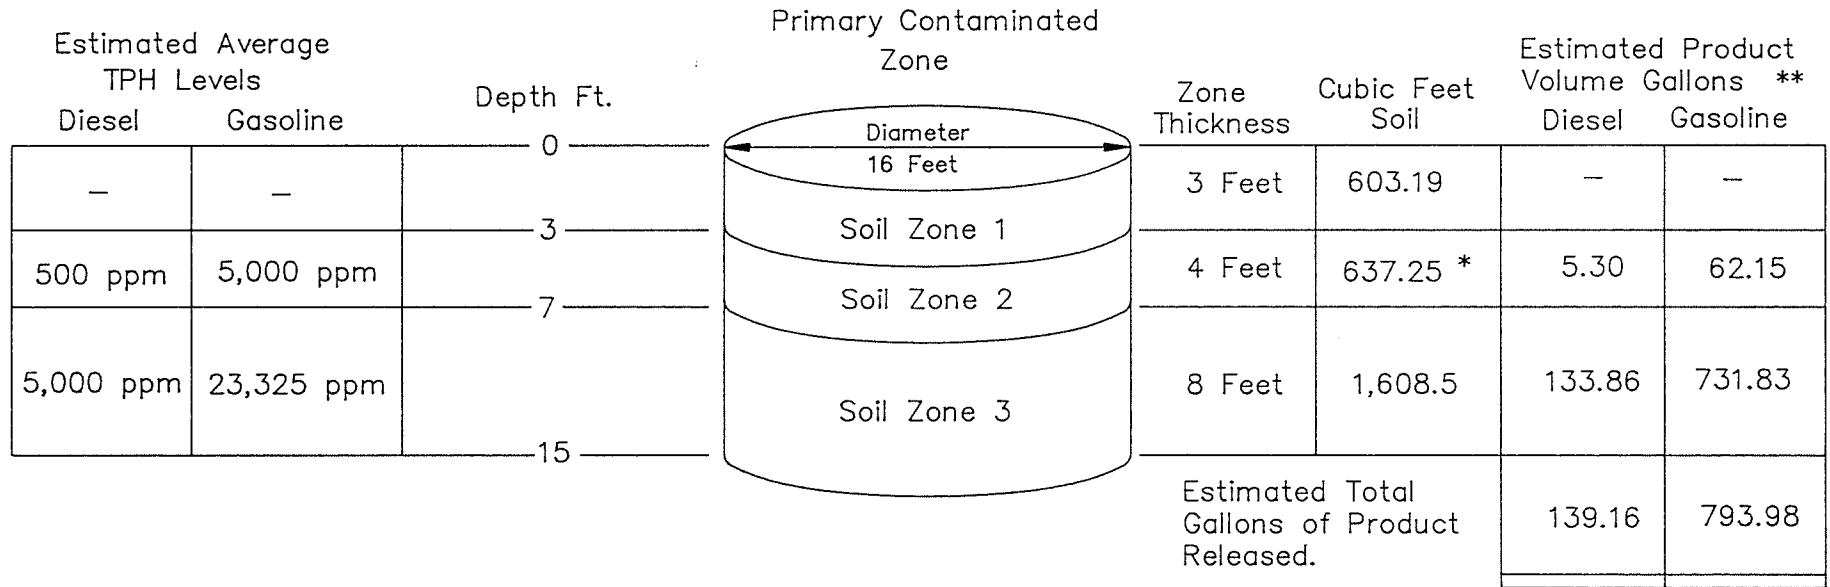 Primary Contaminated
Zone
Estimated Average
TPH Levels
Diesel Gasoline
Depth Ft.
Zone
Thickness
Cubic Feet
Soil
Estimated Product
Volume Gallons **
Diesel Gasoline
0
Diameter
16 Feet
– – 3 Feet 603.19 – –
3
Soil Zone 1
500 ppm 5,000 ppm 4 Feet 637.25 * 5.30 62.15
Soil Zone 2
7
5,000 ppm 23,325 ppm 8 Feet 1,608.5 133.86 731.83
Soil Zone 3
15
Estimated Total
Gallons of Product
Released.
139.16 793.98